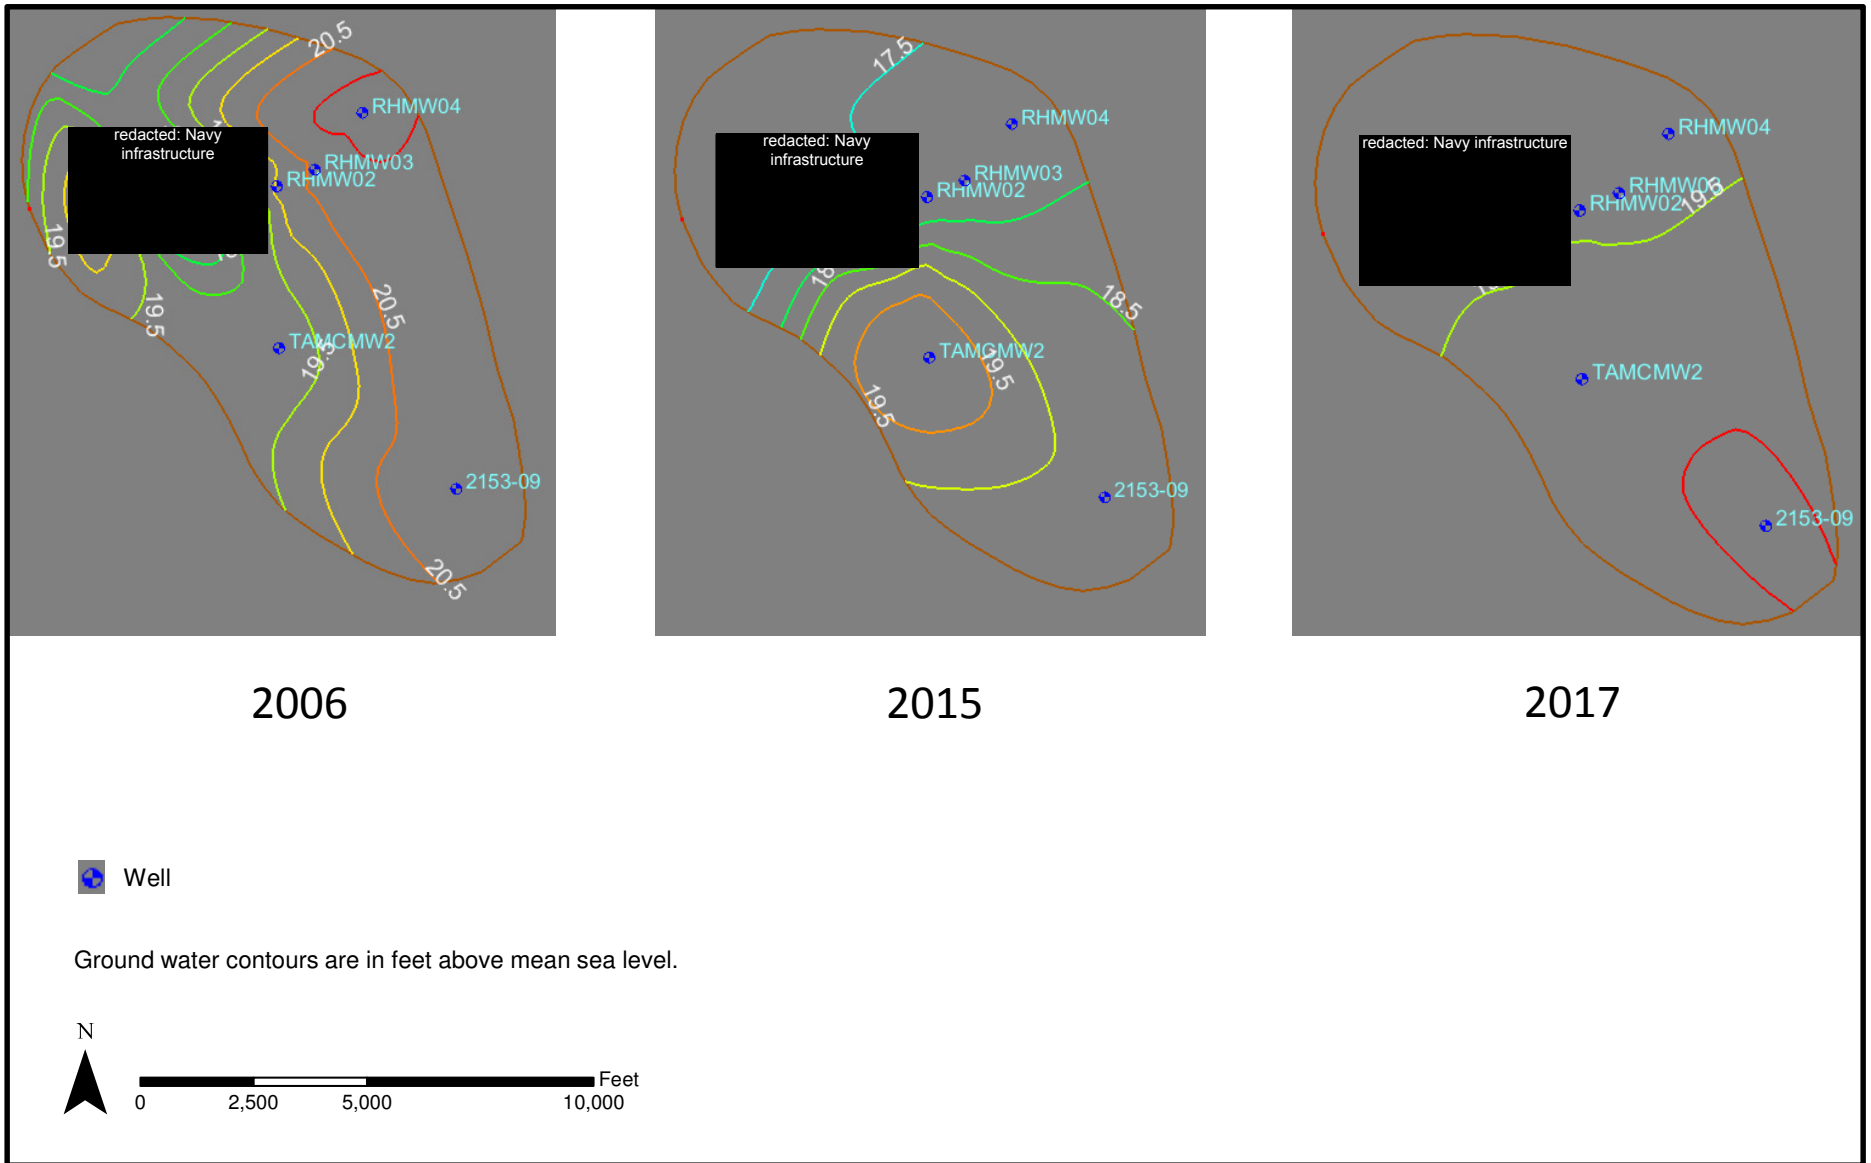 20.5
RHMW04
redacted: Navy
infrastructure
RHMW03
RHMW02
19.5
19.5
20.5
TAMCMW2
19.5
2153-09
20.5
17.5
RHMW04
redacted: Navy
infrastructure
RHMW03
RHMW02
18.5
TAMCMW2
19.5
19.5
2153-09
RHMW04
redacted: Navy infrastructure
RHMW03
19.5
RHMW02
TAMCMW2
2153-09
2006
2015
2017
Well
Ground water contours are in feet above mean sea level.
N
Feet
0 2,500 5,000 10,000